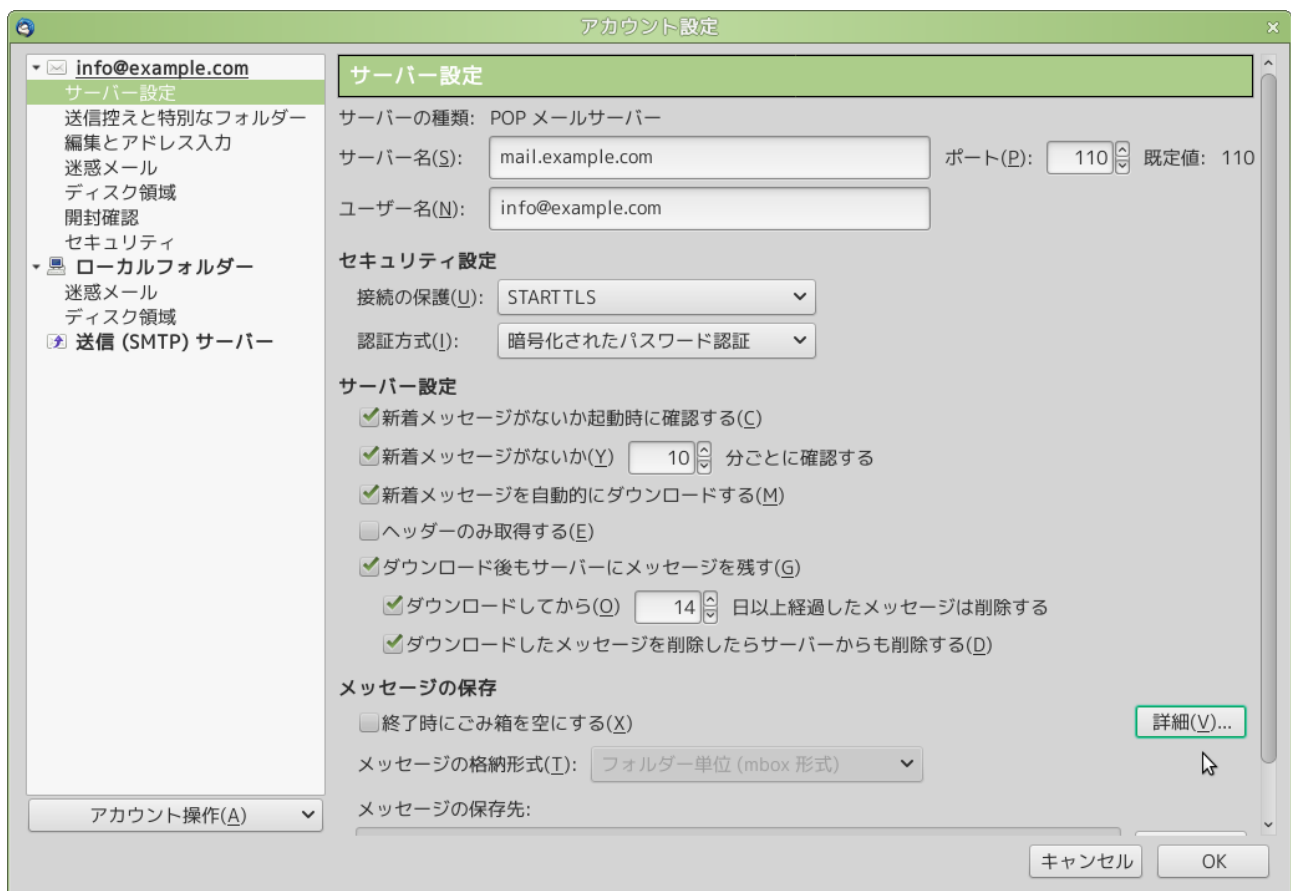 アカウント設定
info@example.com
サーバー設定
送信控えと特別なフォルダー
編集とアドレス入力
迷惑メール
ディスク領域
開封確認
セキュリティ
ローカルフォルダー
迷惑メール
ディスク領域
送信 (SMTP) サーバー
アカウント操作(A)
サーバー設定
サーバーの種類: POP メールサーバー
サーバー名(S): mail.example.com ポート(P): 110 既定値: 110
ユーザー名(N): info@example.com
セキュリティ設定
接続の保護(U): STARTTLS
認証方式(I): 暗号化されたパスワード認証
サーバー設定
新着メッセージがないか起動時に確認する(C)
新着メッセージがないか(Y) 10 分ごとに確認する
新着メッセージを自動的にダウンロードする(M)
ヘッダーのみ取得する(E)
ダウンロード後もサーバーにメッセージを残す(G)
ダウンロードしてから(O) 14 日以上経過したメッセージは削除する
ダウンロードしたメッセージを削除したらサーバーからも削除する(D)
メッセージの保存
終了時にごみ箱を空にする(X) 詳細(V)...
メッセージの格納形式(T): フォルダー単位 (mbox 形式)
メッセージの保存先:
キャンセル OK